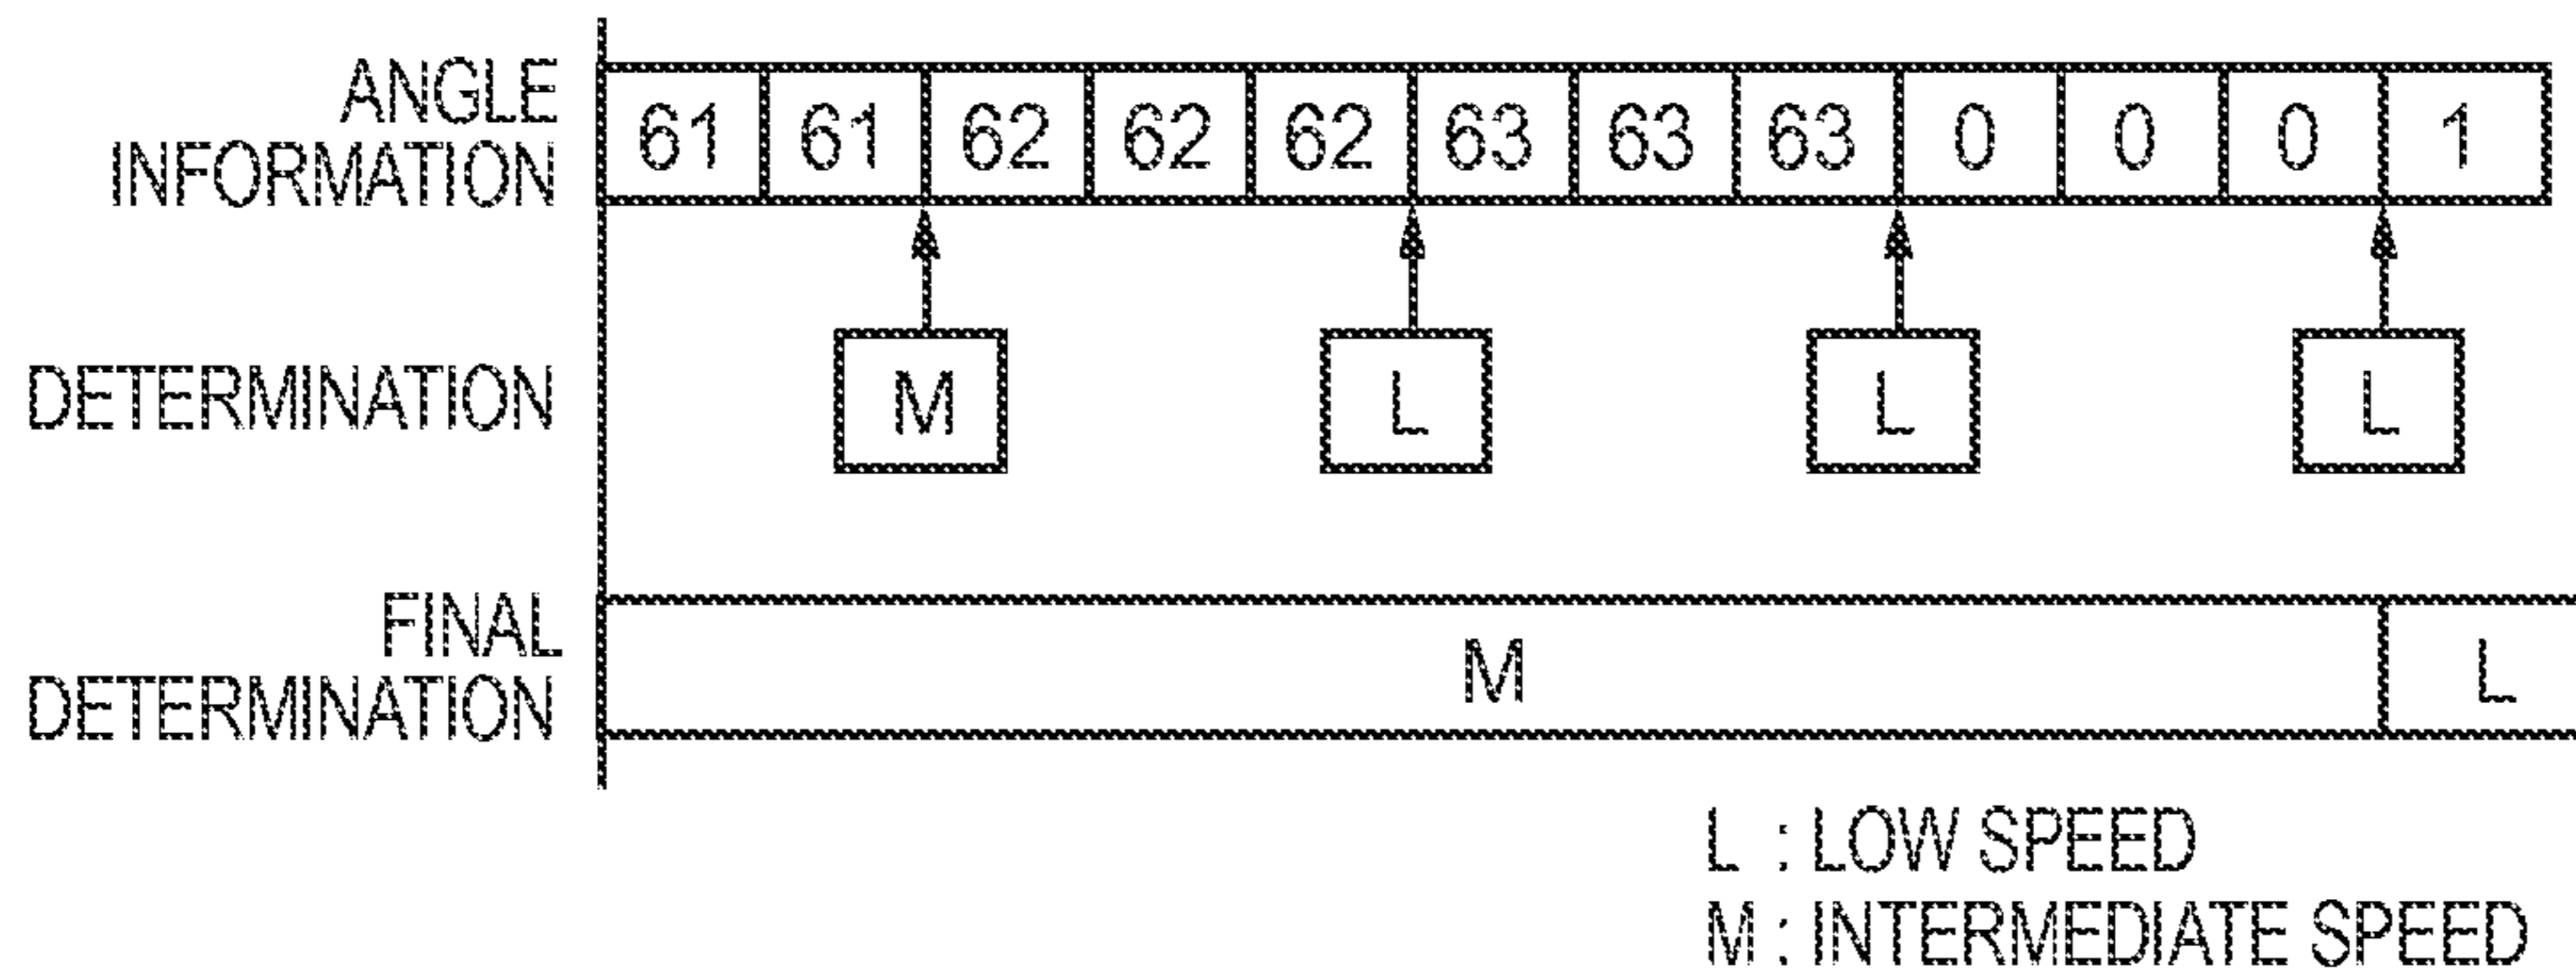 ANGLE
INFORMATION
61 61 62 62 62 63 63 63 0 0 0 1
DETERMINATION
M L L L
FINAL
DETERMINATION
M L
L : LOW SPEED
M : INTERMEDIATE SPEED